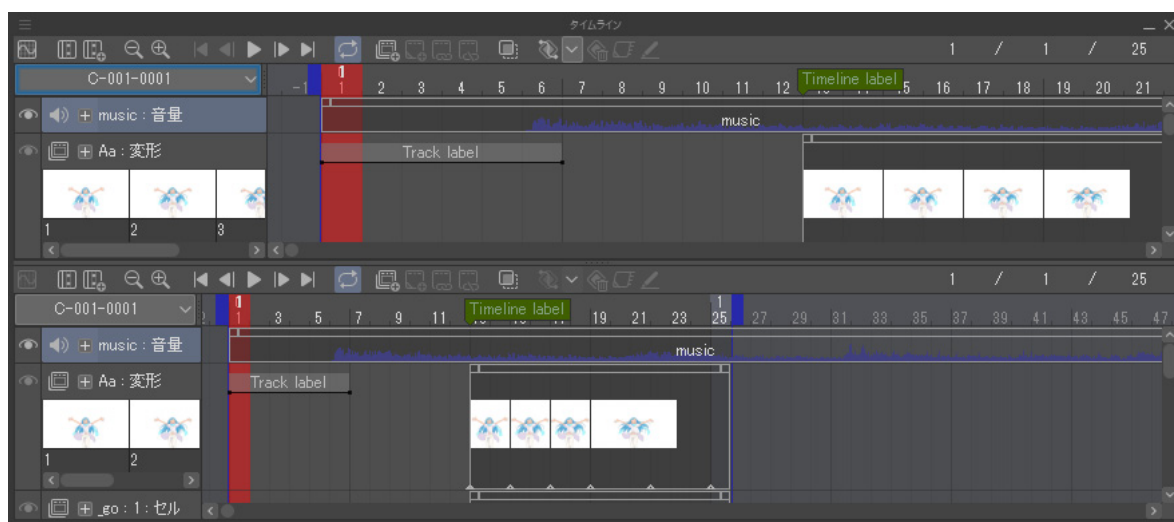 タイムライン
1 / 1 / 25
C-001-0001
-1 1 2 3 4 5 6 7 8 9 10 11 12 Timeline label 15 16 17 18 19 20 21
music : 音量
music
Aa : 変形
Track label
1 2 3
1 / 1 / 25
C-001-0001
1 3 5 7 9 11 Timeline label 19 21 23 25 27 29 31 33 35 37 39 41 43 45 47
1
music : 音量
music
Aa : 変形
Track label
1 2
_go : 1 : セル